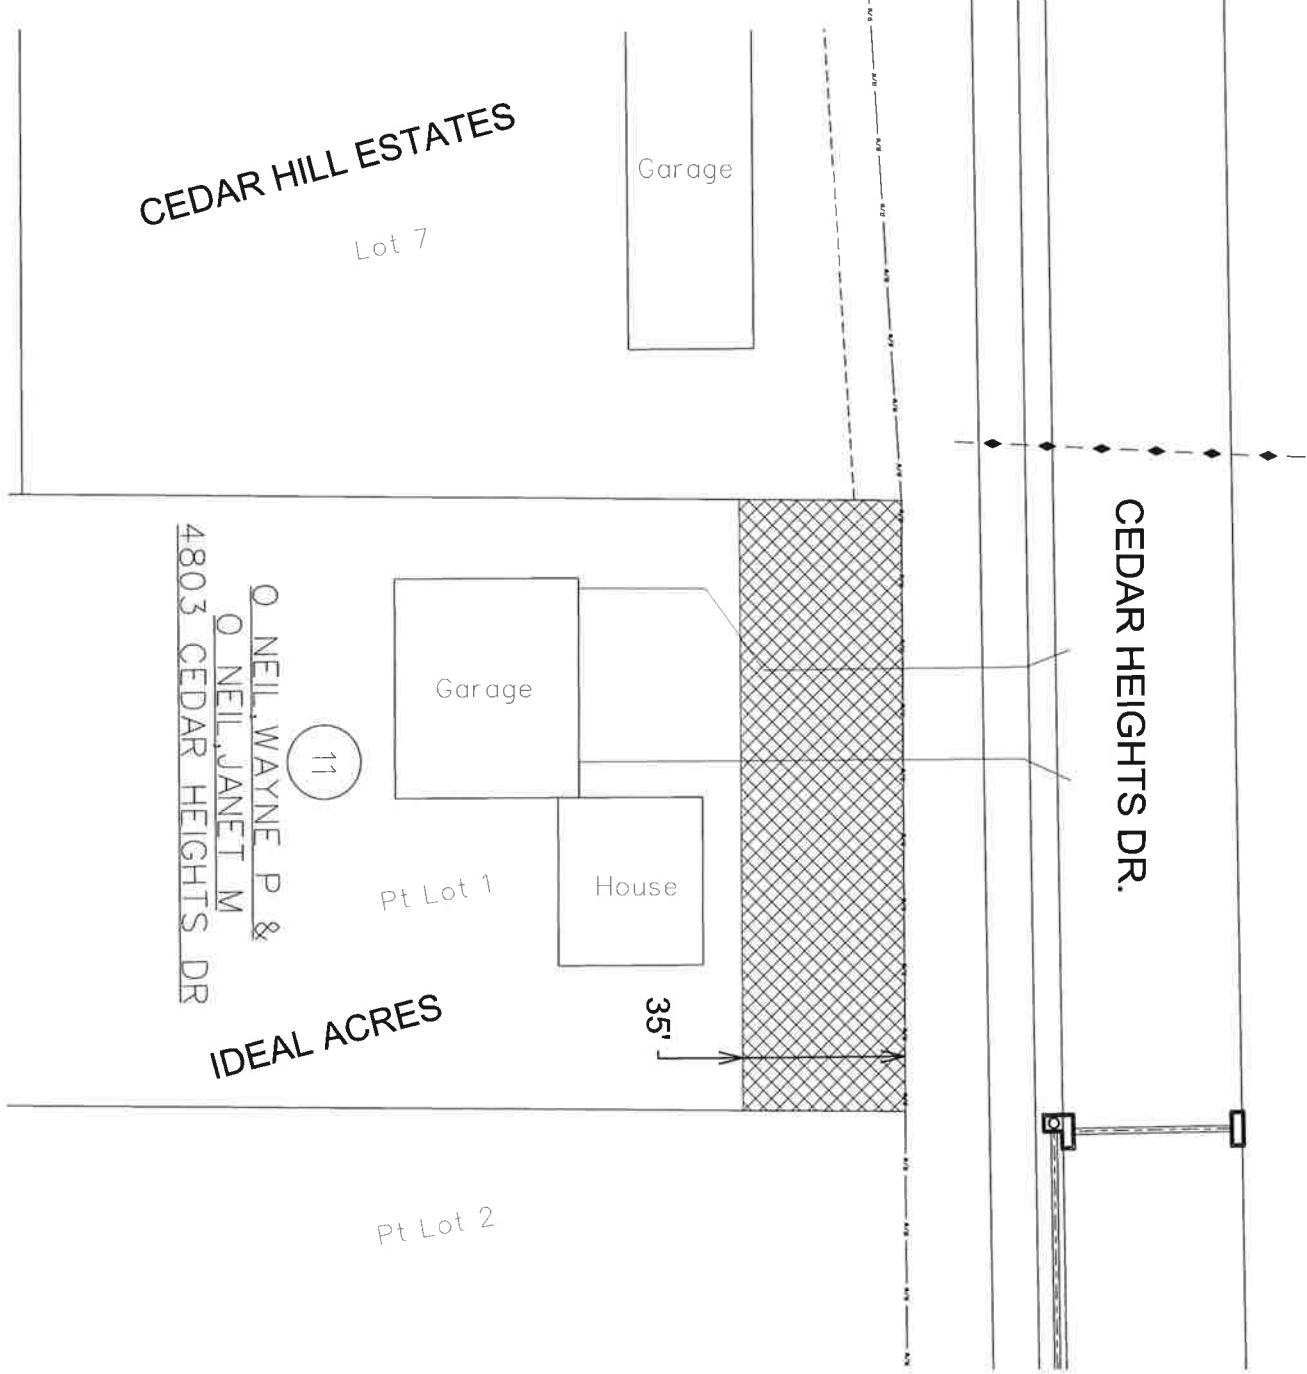 CEDAR HILL ESTATES
Lot 7
Garage
CEDAR HEIGHTS DR.
O NEIL, WAYNE P &
O NEIL, JANET M
4803 CEDAR HEIGHTS DR
11
Garage
House
Pt Lot 1
35'
IDEAL ACRES
Pt Lot 2